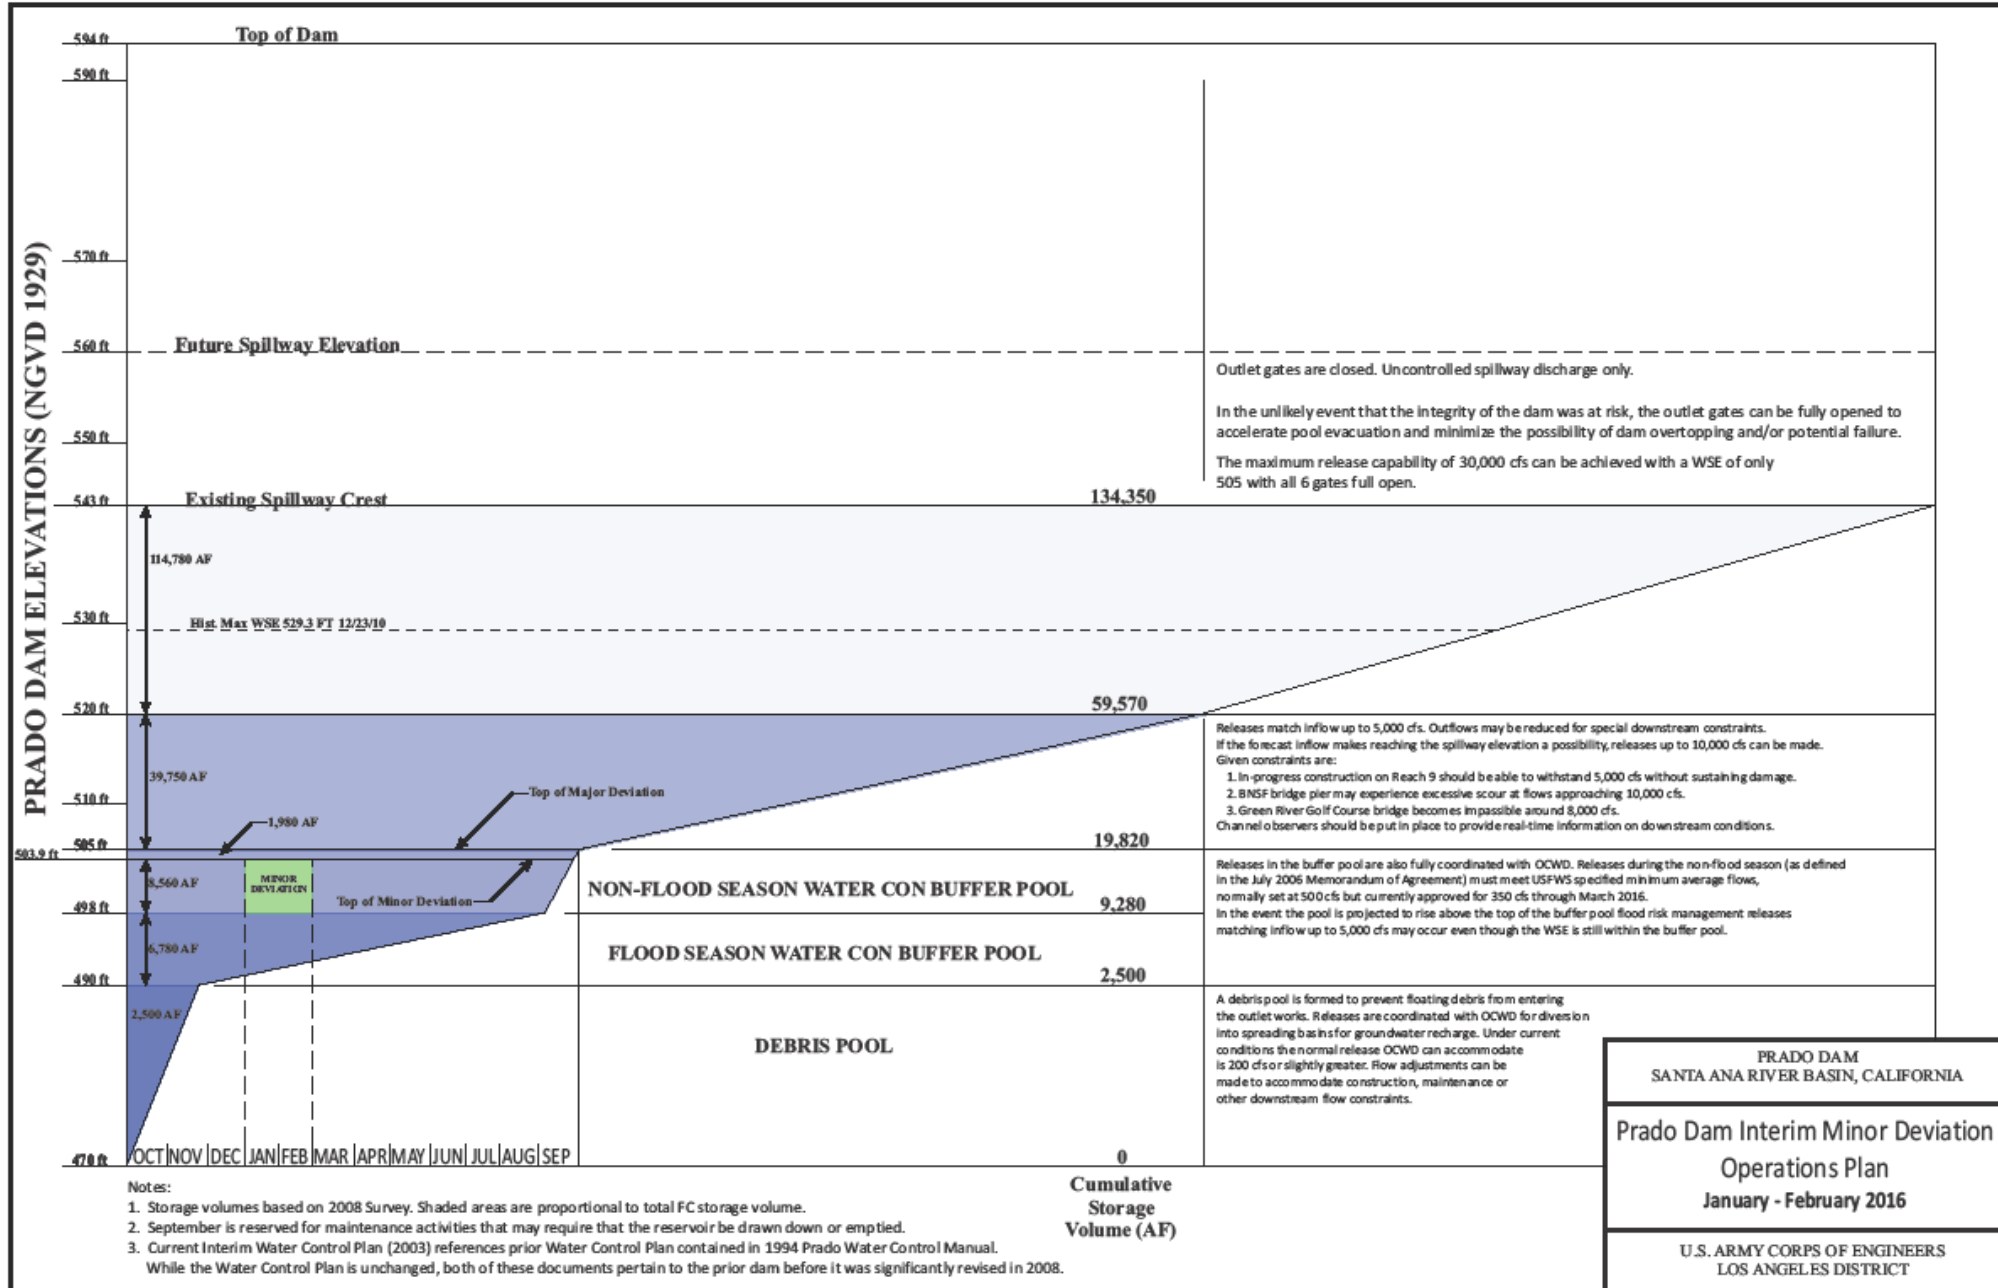 PRADO DAM ELEVATIONS (NGVD 1929)
594 ft
Top of Dam
590 ft
570 ft
560 ft
Future Spillway Elevation
Outlet gates are closed. Uncontrolled spillway discharge only.
In the unlikely event that the integrity of the dam was at risk, the outlet gates can be fully opened to
accelerate pool evacuation and minimize the possibility of dam overtopping and/or potential failure.
The maximum release capability of 30,000 cfs can be achieved with a WSE of only
505 with all 6 gates full open.
550 ft
543 ft
Existing Spillway Crest
134,350
114,780 AF
530 ft
Hist. Max WSE 529.3 FT 12/23/10
520 ft
59,570
Releases match inflow up to 5,000 cfs. Outflows may be reduced for special downstream constraints.
If the forecast inflow makes reaching the spillway elevation a possibility, releases up to 10,000 cfs can be made.
Given constraints are:
1. In-progress construction on Reach 9 should be able to withstand 5,000 cfs without sustaining damage.
2. BNSF bridge pier may experience excessive scour at flows approaching 10,000 cfs.
3. Green River Golf Course bridge becomes impassible around 8,000 cfs.
Channel observers should be put in place to provide real-time information on downstream conditions.
39,750 AF
510 ft
Top of Major Deviation
1,980 AF
505 ft
19,820
503.9 ft
8,560 AF
MINOR
DEVIATION
Top of Minor Deviation
NON-FLOOD SEASON WATER CON BUFFER POOL
Releases in the buffer pool are also fully coordinated with OCWD. Releases during the non-flood season (as defined
in the July 2006 Memorandum of Agreement) must meet USFWS specified minimum average flows,
normally set at 500 cfs but currently approved for 350 cfs through March 2016.
In the event the pool is projected to rise above the top of the buffer pool flood risk management releases
matching inflow up to 5,000 cfs may occur even though the WSE is still within the buffer pool.
498 ft
9,280
6,780 AF
FLOOD SEASON WATER CON BUFFER POOL
490 ft
2,500
2,500 AF
DEBRIS POOL
A debris pool is formed to prevent floating debris from entering
the outlet works. Releases are coordinated with OCWD for diversion
into spreading basins for groundwater recharge. Under current
conditions the normal release OCWD can accommodate
is 200 cfs or slightly greater. Flow adjustments can be
made to accommodate construction, maintenance or
other downstream flow constraints.
470 ft
OCT NOV DEC JAN FEB MAR APR MAY JUN JUL AUG SEP
0
Cumulative
Storage
Volume (AF)
Notes:
1. Storage volumes based on 2008 Survey. Shaded areas are proportional to total FC storage volume.
2. September is reserved for maintenance activities that may require that the reservoir be drawn down or emptied.
3. Current Interim Water Control Plan (2003) references prior Water Control Plan contained in 1994 Prado Water Control Manual.
While the Water Control Plan is unchanged, both of these documents pertain to the prior dam before it was significantly revised in 2008.
PRADO DAM
SANTA ANA RIVER BASIN, CALIFORNIA
Prado Dam Interim Minor Deviation
Operations Plan
January - February 2016
U.S. ARMY CORPS OF ENGINEERS
LOS ANGELES DISTRICT